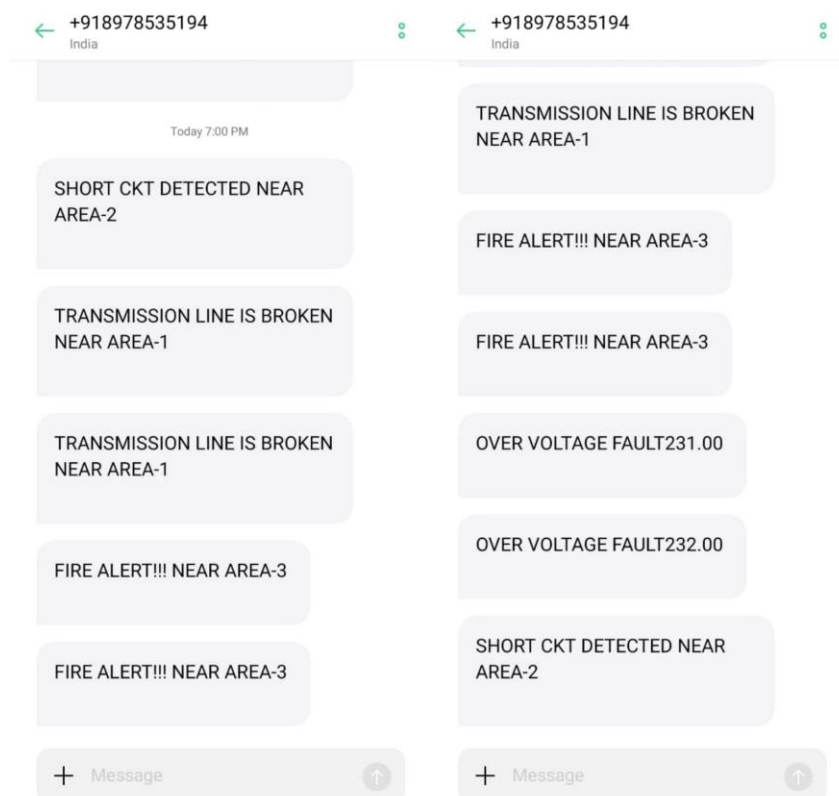 +918978535194
India
Today 7:00 PM
SHORT CKT DETECTED NEAR
AREA-2
TRANSMISSION LINE IS BROKEN
NEAR AREA-1
TRANSMISSION LINE IS BROKEN
NEAR AREA-1
FIRE ALERT!!! NEAR AREA-3
FIRE ALERT!!! NEAR AREA-3
Message
+918978535194
India
TRANSMISSION LINE IS BROKEN
NEAR AREA-1
FIRE ALERT!!! NEAR AREA-3
FIRE ALERT!!! NEAR AREA-3
OVER VOLTAGE FAULT231.00
OVER VOLTAGE FAULT232.00
SHORT CKT DETECTED NEAR
AREA-2
Message